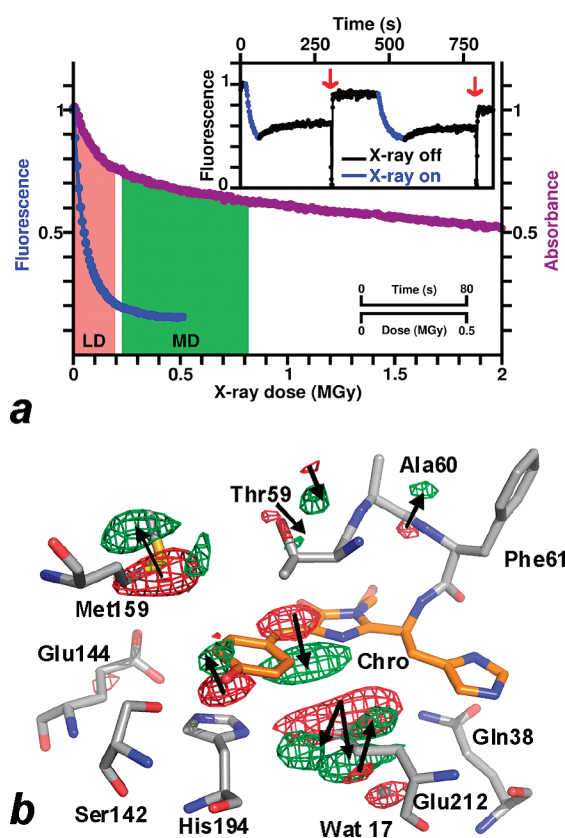 Time (s)
0 250 500 750
1
0
Fluorescence
X-ray off
X-ray on
1
0.5
Fluorescence
1
0.5
Absorbance
LD
MD
0 Time (s) 80
0 Dose (MGy) 0.5
0 0.5 1 1.5 2
X-ray dose (MGy)
a
Ala60
Thr59
Phe61
Met159
Glu144
Chro
Gln38
Glu212
Ser142
His194
Wat 17
b